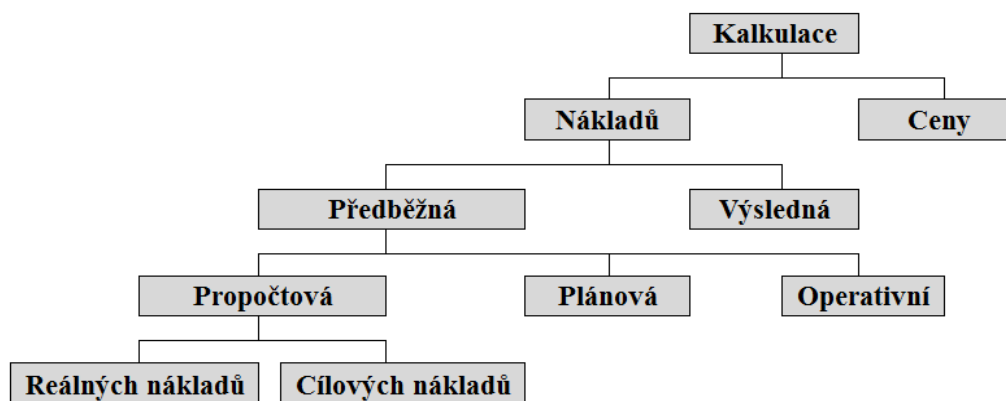 Kalkulace
Nákladů
Ceny
Předběžná
Výsledná
Propočtová
Plánová
Operativní
Reálných nákladů
Cílových nákladů